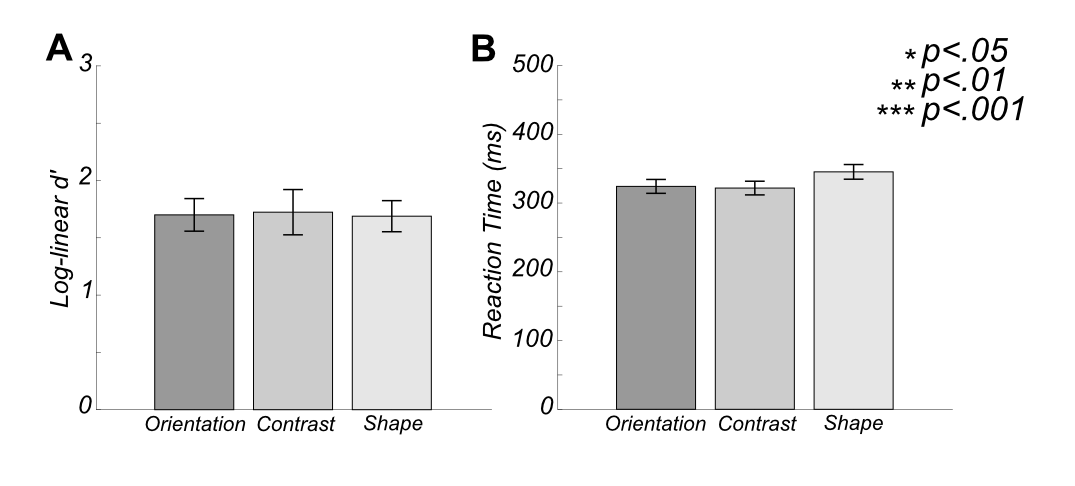 A
3
2
1
0
Log-linear d'
Orientation Contrast Shape
B
500
400
300
200
100
0
Reaction Time (ms)
Orientation Contrast Shape
* p<.05
** p<.01
*** p<.001